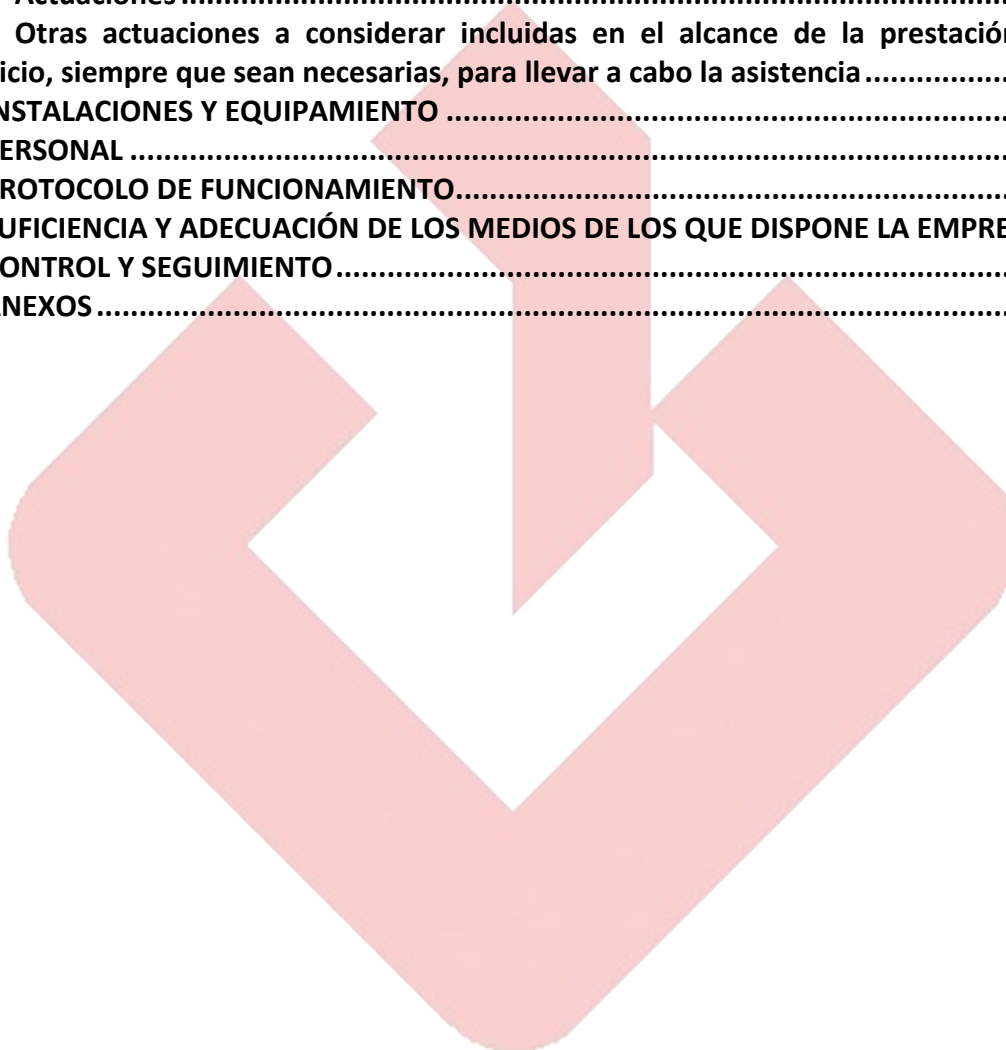 Actuaciones ........................................................................................................
Otras actuaciones a considerar incluidas en el alcance de la prestación
icio, siempre que sean necesarias, para llevar a cabo la asistencia .................
NSTALACIONES Y EQUIPAMIENTO ..................................................................
ERSONAL ........................................................................................................
ROTOCOLO DE FUNCIONAMIENTO .................................................................
UFICIENCIA Y ADECUACIÓN DE LOS MEDIOS DE LOS QUE DISPONE LA EMPRE
ONTROL Y SEGUIMIENTO ................................................................................
NEXOS .............................................................................................................